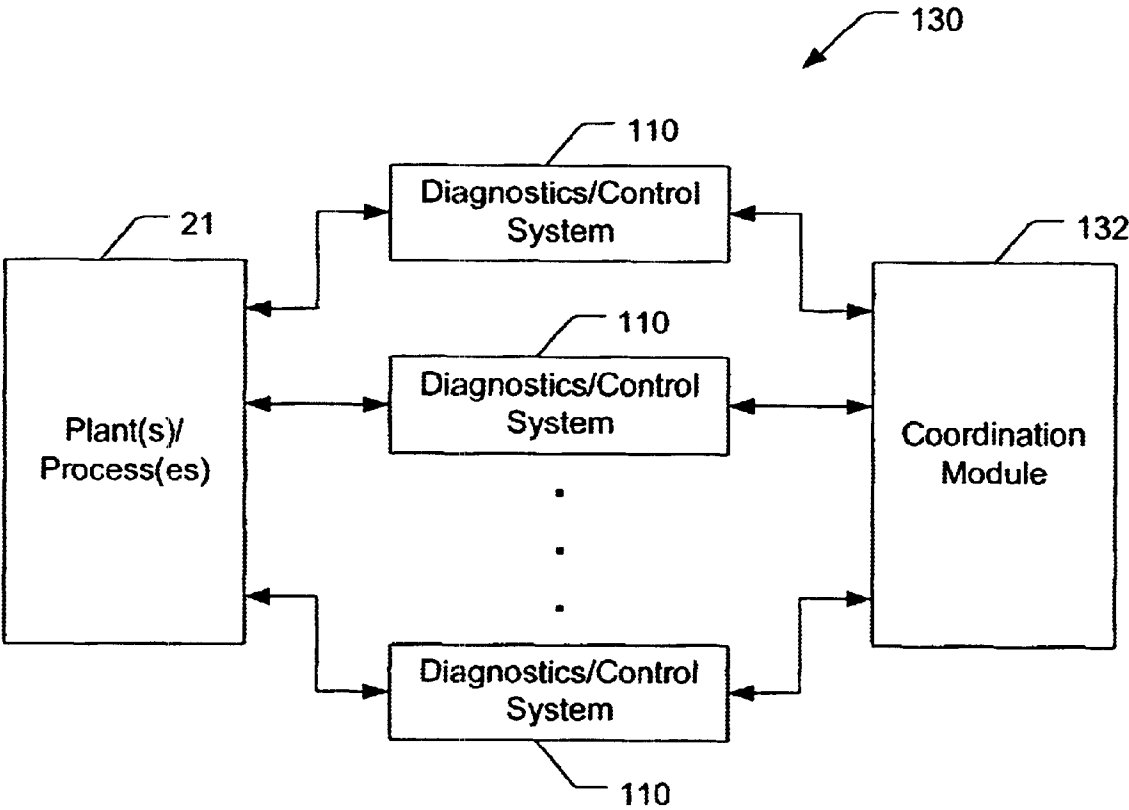 130
110
Diagnostics/Control
System
21
132
110
Diagnostics/Control
System
Plant(s)/
Process(es)
Coordination
Module
Diagnostics/Control
System
110